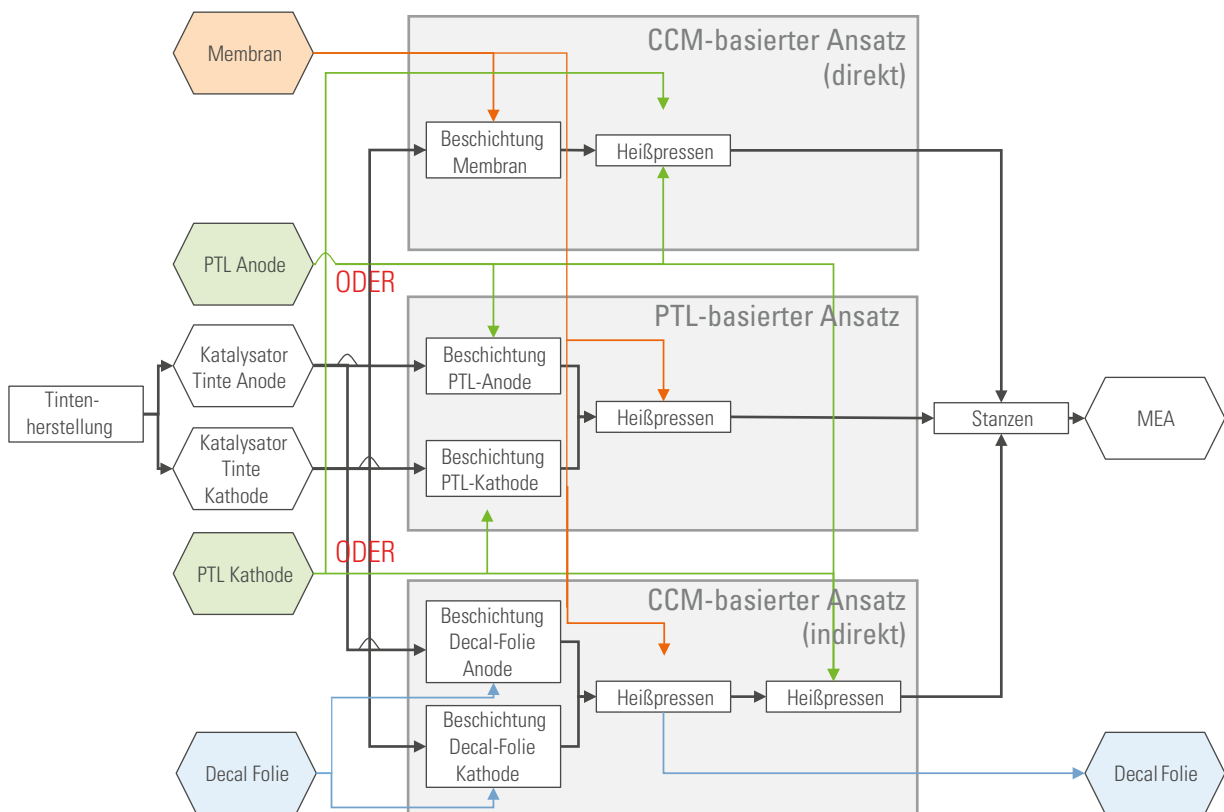 Membran
CCM-basierter Ansatz
(direkt)
Beschichtung
Membran
Heißpressen
PTL Anode
ODER
PTL-basierter Ansatz
Katalysator
Tinte Anode
Beschichtung
PTL-Anode
Tinten-
herstellung
Heißpressen
Stanzen
MEA
Katalysator
Tinte
Kathode
Beschichtung
PTL-Kathode
ODER
PTL Kathode
CCM-basierter Ansatz
(indirekt)
Beschichtung
Decal-Folie
Anode
Heißpressen
Heißpressen
Beschichtung
Decal-Folie
Kathode
Decal Folie
Decal Folie